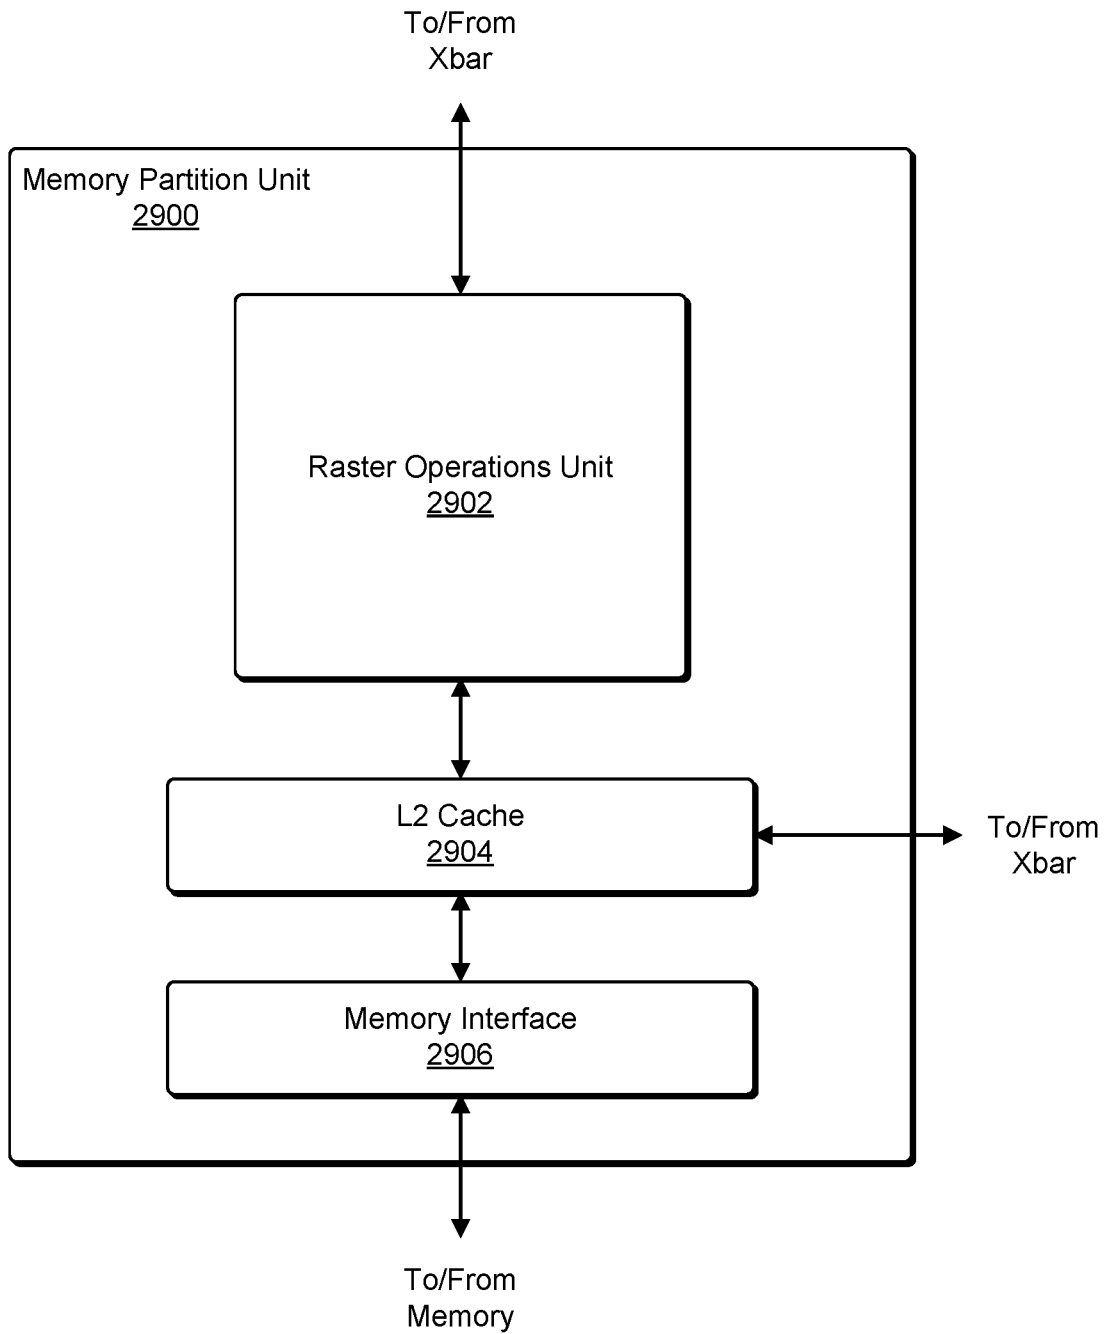 To/From
Xbar
Memory Partition Unit
2900
Raster Operations Unit
2902
L2 Cache
2904
To/From
Xbar
Memory Interface
2906
To/From
Memory